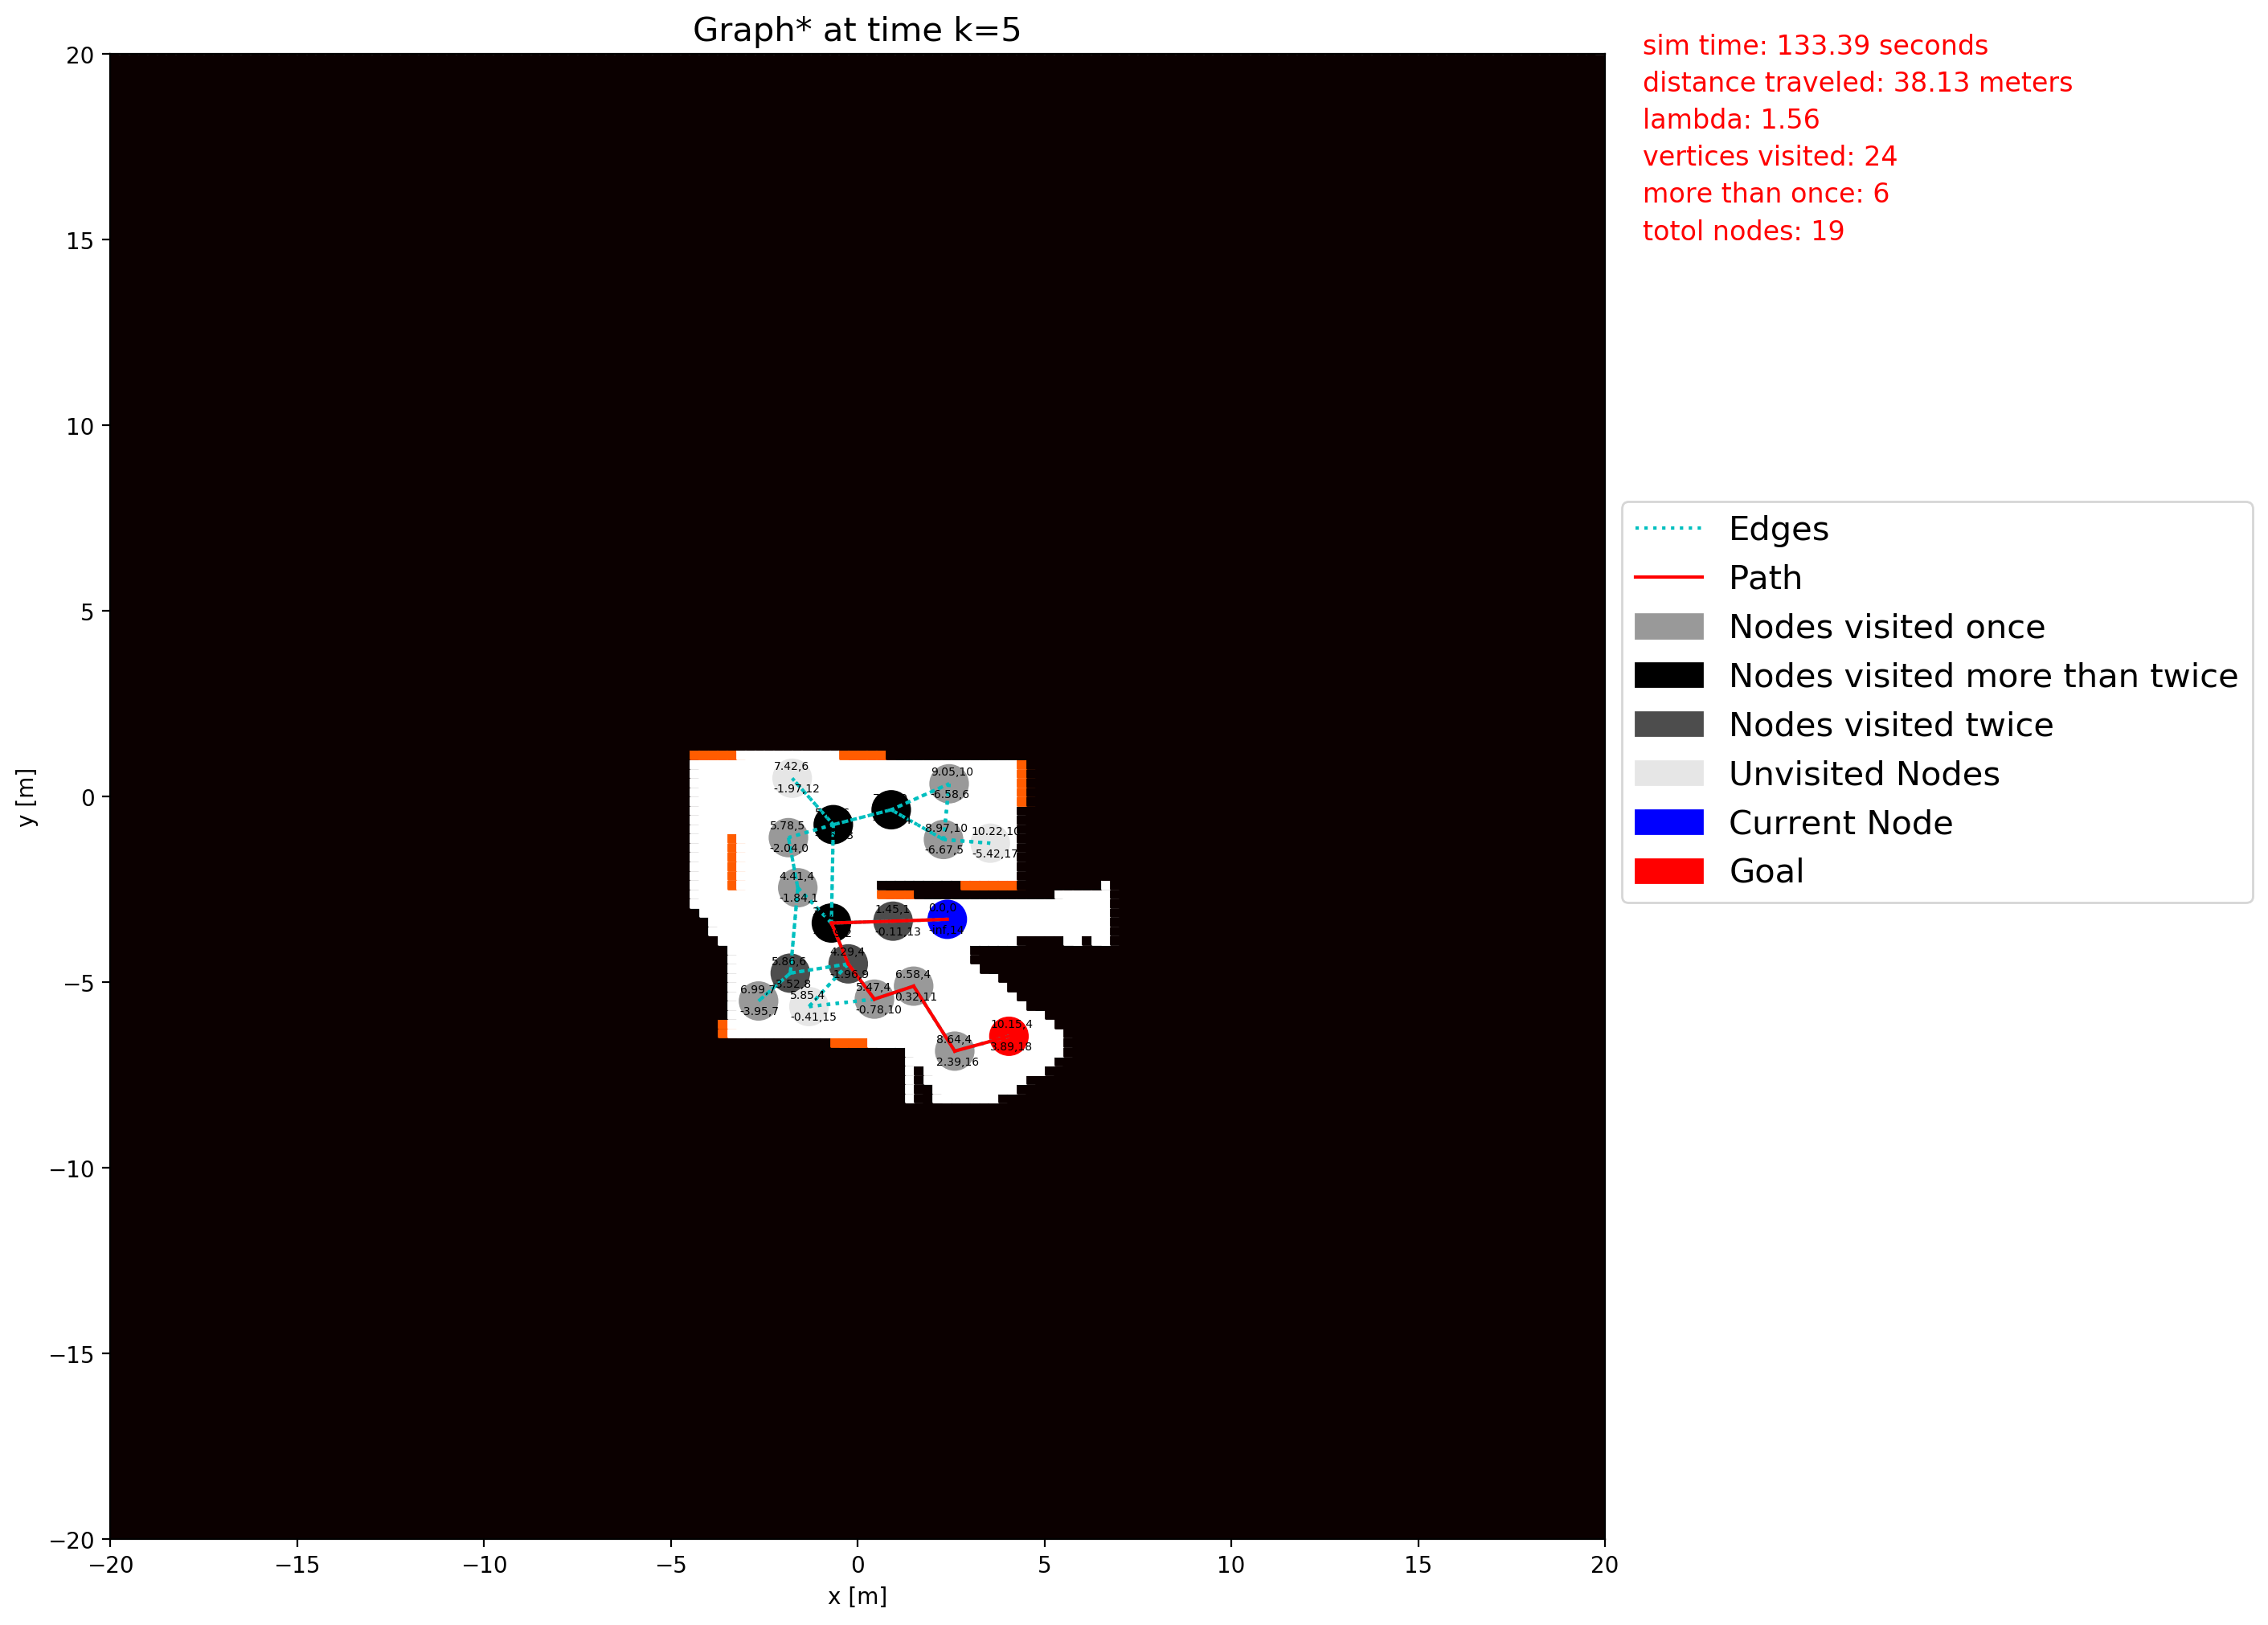 Graph* at time k=5
sim time: 133.39 seconds
distance traveled: 38.13 meters
lambda: 1.56
vertices visited: 24
more than once: 6
totol nodes: 19
Edges
Path
Nodes visited once
Nodes visited more than twice
Nodes visited twice
Unvisited Nodes
Current Node
Goal
20
15
10
5
0
−5
−10
−15
−20
y [m]
7.42,6
-1.97,12
9.05,10
-6.58,6
5.78,5
-2.04,0
8.97,10
-6.67,5
10.22,10
-5.42,17
4.41,4
-1.84,1
1.45,1
-0.11,13
4.29,4
-1.96,9
5.86,6
-3.52,8
6.99,7
-3.95,7
5.85,4
-0.41,15
5.47,4
-0.78,10
6.58,4
0.32,11
8.64,4
2.39,16
10.15,4
3.89,18
−20
−15
−10
−5
0
5
10
15
20
x [m]